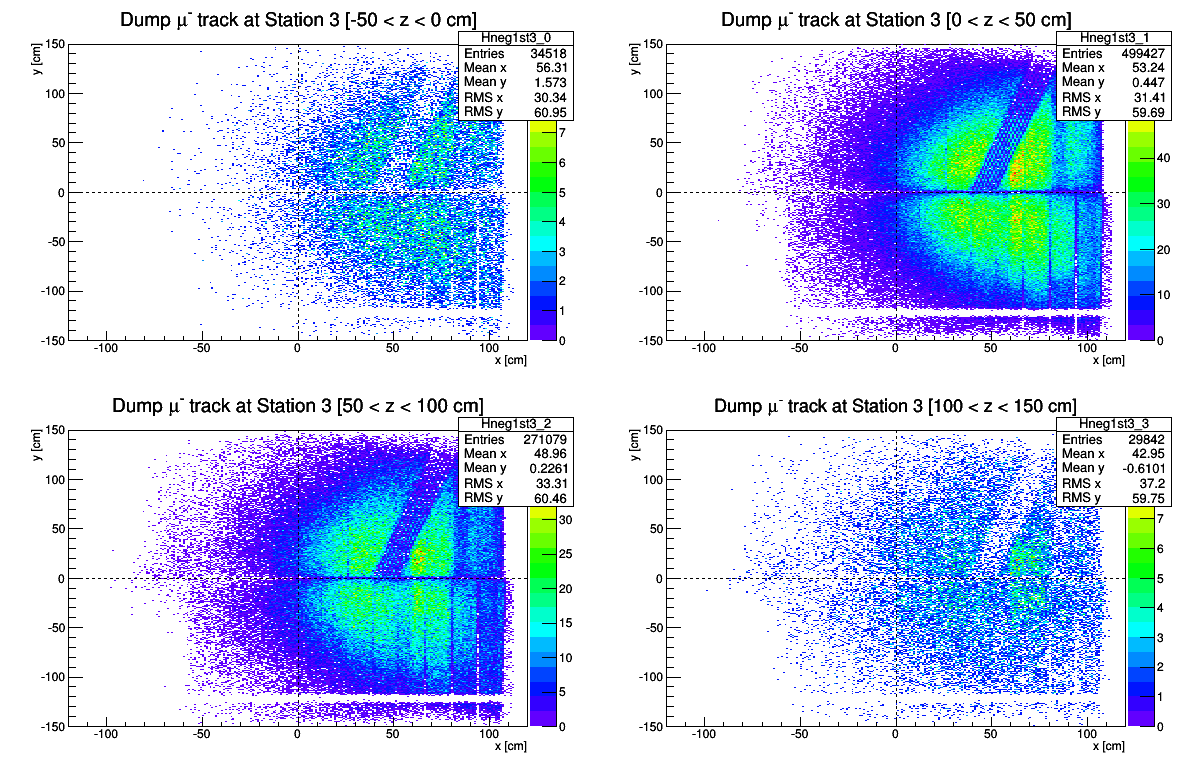 Dump μ⁻ track at Station 3 [-50 < z < 0 cm]
y [cm]
150
100
50
0
-50
-100
-150
-100
-50
0
50
100
x [cm]
Hneg1st3_0
Entries 34518
Mean x 56.31
Mean y 1.573
RMS x 30.34
RMS y 60.95
7
6
5
4
3
2
1
0
Dump μ⁻ track at Station 3 [0 < z < 50 cm]
y [cm]
150
100
50
0
-50
-100
-150
-100
-50
0
50
100
x [cm]
Hneg1st3_1
Entries 499427
Mean x 53.24
Mean y 0.447
RMS x 31.41
RMS y 59.69
40
30
20
10
0
Dump μ⁻ track at Station 3 [50 < z < 100 cm]
y [cm]
150
100
50
0
-50
-100
-150
-100
-50
0
50
100
x [cm]
Hneg1st3_2
Entries 271079
Mean x 48.96
Mean y 0.2261
RMS x 33.31
RMS y 60.46
30
25
20
15
10
5
0
Dump μ⁻ track at Station 3 [100 < z < 150 cm]
y [cm]
150
100
50
0
-50
-100
-150
-100
-50
0
50
100
x [cm]
Hneg1st3_3
Entries 29842
Mean x 42.95
Mean y -0.6101
RMS x 37.2
RMS y 59.75
7
6
5
4
3
2
1
0